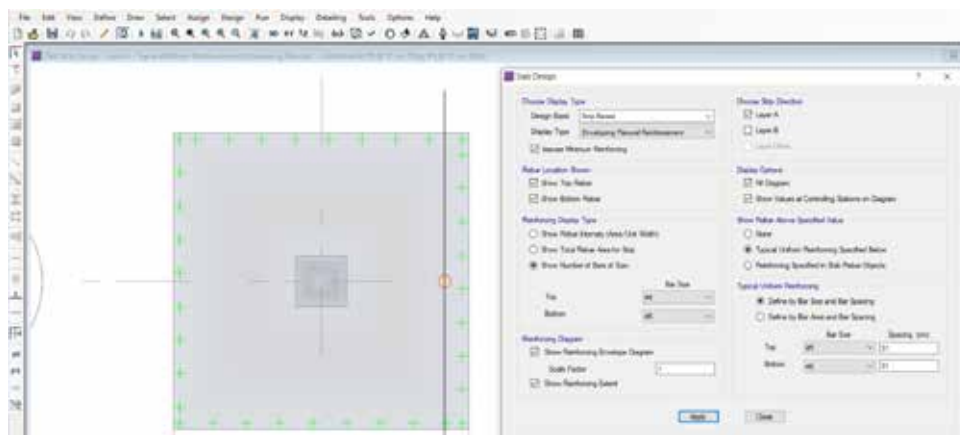 File Edit View Define Draw Select Assign Design Run Display Detailing Tools Options Help
Slab Design
? X
Choose Display Type
Design Basis Strip Based
Display Type Enveloping Flexural Reinforcement
Impose Minimum Reinforcing
Rebar Location Shown
Show Top Rebar
Show Bottom Rebar
Reinforcing Display Type
Show Rebar Intensity (Area/Unit Width)
Show Total Rebar Area for Strip
Show Number of Bars of Size:
Bar Size
Top
Bottom
Reinforcing Diagram
Show Reinforcing Envelope Diagram
Scale Factor 1
Show Reinforcing Extent
Choose Strip Direction
Layer A
Layer B
Layer Other
Display Options
Fill Diagram
Show Values at Controlling Stations on Diagram
Show Rebar Above Specified Value
None
Typical Uniform Reinforcing Specified Below
Reinforcing Specified in Slab Rebar Objects
Typical Uniform Reinforcing
Define by Bar Size and Bar Spacing
Define by Bar Area and Bar Spacing
Bar Size
Top
Bottom
Apply
Close